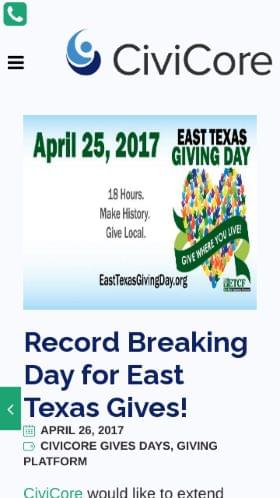 CiviCore
April 25, 2017
EAST TEXAS
GIVING DAY
18 Hours.
Make History.
Give Local.
GIVE WHERE YOU LIVE!
EastTexasGivingDay.org
ETCF
Record Breaking
Day for East
Texas Gives!
APRIL 26, 2017
CIVICORE GIVES DAYS, GIVING
PLATFORM
CiviCore would like to extend